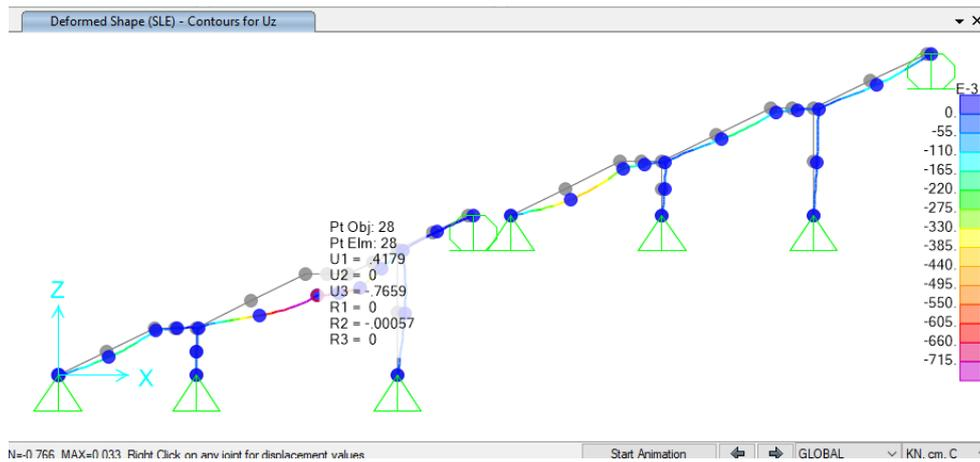 Deformed Shape (SLE) - Contours for Uz
E-3
0.
-55.
-110.
-165.
-220.
-275.
-330.
-385.
-440.
-495.
-550.
-605.
-660.
-715.
Pt Obj: 28
Pt Elm: 28
U1 = .4179
U2 = 0
U3 = -.7659
R1 = 0
R2 = -.00057
R3 = 0
Z
X
N=-0.766, MAX=0.033, Right Click on any joint for displacement values
Start Animation
GLOBAL
KN, cm, C